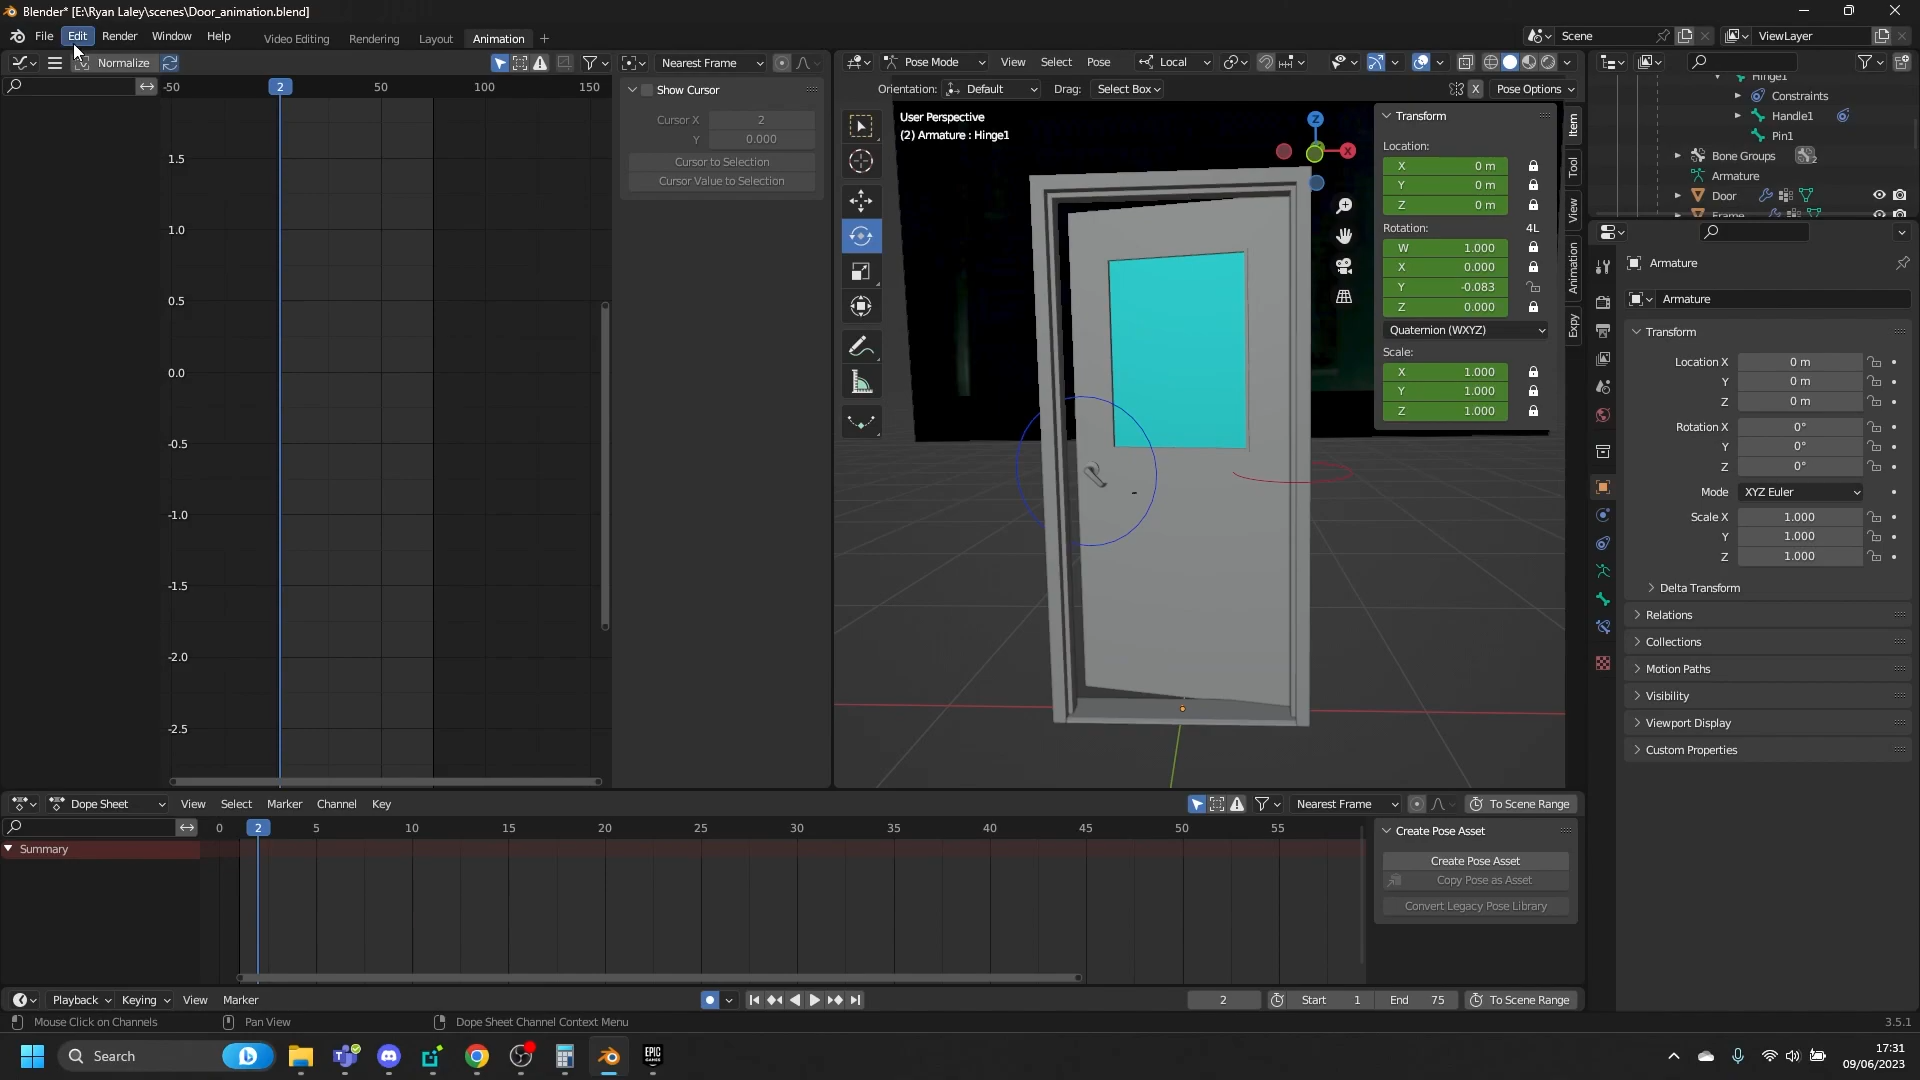 Blender* [E:\Ryan Laley\scenes\Door_animation.blend]
File Edit Render Window Help Video Editing Rendering Layout Animation + Scene ViewLayer
Normalize Nearest Frame Pose Mode View Select Pose Local
-50 2 50 100 150
Show Cursor
Cursor X 2
Y 0.000
Cursor to Selection
Cursor Value to Selection
1.5
1.0
0.5
0.0
-0.5
-1.0
-1.5
-2.0
-2.5
Orientation: Default Drag: Select Box X Pose Options
User Perspective
(2) Armature : Hinge1
Z
X
Transform
Location:
X 0 m
Y 0 m
Z 0 m
Rotation: 4L
W 1.000
X 0.000
Y -0.083
Z 0.000
Quaternion (WXYZ)
Scale:
X 1.000
Y 1.000
Z 1.000
Item
Tool
View
Animation
Expy
Hinge1
Constraints
Handle1
Pin1
Bone Groups 2
Armature
Door
Frame
Armature
Armature
Transform
Location X 0 m
Y 0 m
Z 0 m
Rotation X 0°
Y 0°
Z 0°
Mode XYZ Euler
Scale X 1.000
Y 1.000
Z 1.000
Delta Transform
Relations
Collections
Motion Paths
Visibility
Viewport Display
Custom Properties
Dope Sheet View Select Marker Channel Key Nearest Frame To Scene Range
0 2 5 10 15 20 25 30 35 40 45 50 55
Summary
Create Pose Asset
Create Pose Asset
Copy Pose as Asset
Convert Legacy Pose Library
Playback Keying View Marker 2 Start 1 End 75 To Scene Range
Mouse Click on Channels Pan View Dope Sheet Channel Context Menu 3.5.1
Search EPIC GAMES 17:31
09/06/2023